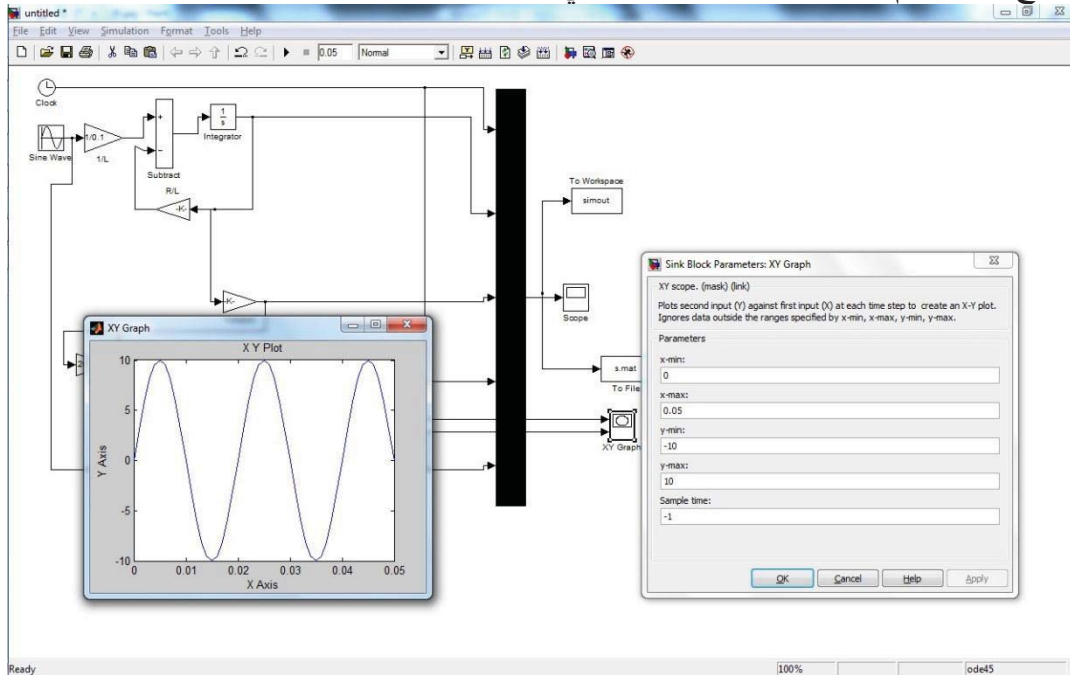 untitled *
File Edit View Simulation Format Tools Help
0.05 Normal
Clock
Sine Wave
1/0.1
1/L
+
−
Subtract
1
s
Integrator
R/L
-K-
-K-
To Workspace
simout
Scope
s.mat
To File
XY Graph
XY Graph
X Y Plot
10
5
0
-5
-10
Y Axis
0 0.01 0.02 0.03 0.04 0.05
X Axis
Sink Block Parameters: XY Graph
XY scope. (mask) (link)
Plots second input (Y) against first input (X) at each time step to create an X-Y plot.
Ignores data outside the ranges specified by x-min, x-max, y-min, y-max.
Parameters
x-min:
0
x-max:
0.05
y-min:
-10
y-max:
10
Sample time:
-1
OK Cancel Help Apply
Ready 100% ode45